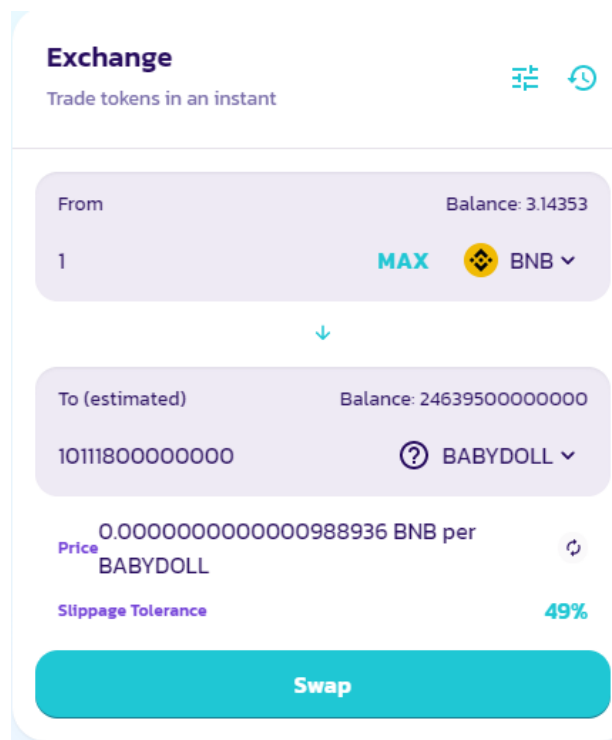 Exchange
Trade tokens in an instant
From Balance: 3.14353
1 MAX BNB
To (estimated) Balance: 24639500000000
10111800000000 BABYDOLL
Price 0.0000000000000988936 BNB per
BABYDOLL
Slippage Tolerance 49%
Swap